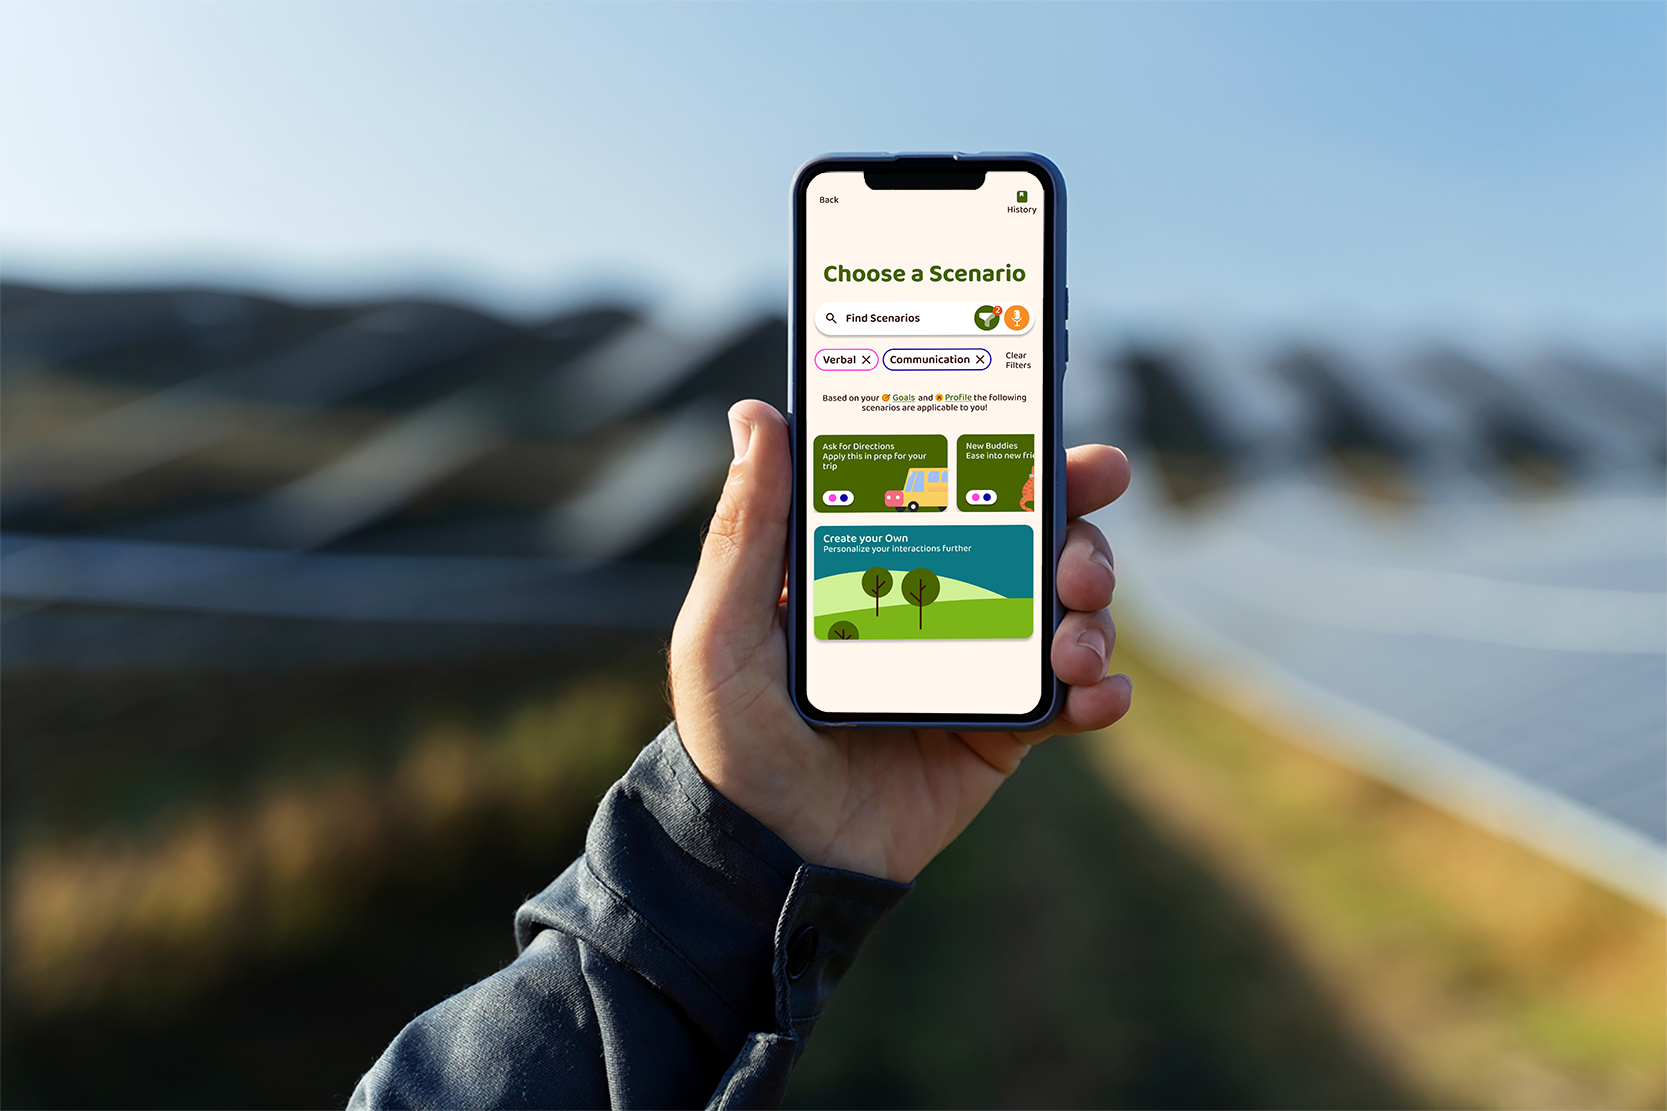 Back
History
Choose a Scenario
Find Scenarios
2
Verbal
Communication
Clear
Filters
Based on your Goals and Profile the following
scenarios are applicable to you!
Ask for Directions
Apply this in prep for your
trip
New Buddies
Ease into new frie
Create your Own
Personalize your interactions further